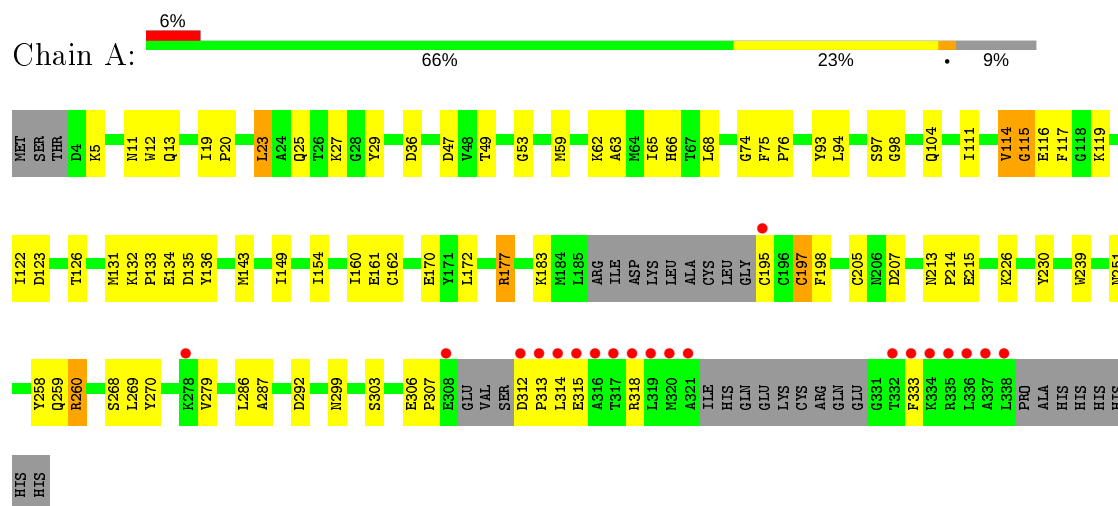 6%
Chain A:
66% 23% • 9%
MET SER THR D4 K5 N11 W12 Q13 I19 P20 L23 A24 Q25 T26 K27 G28 Y29 D36 D47 V48 T49 G53 M59 K62 A63 M64 I65 H66 T67 L68 G74 F75 P76 Y93 L94 S97 G98 Q104 I111 V114 G115 E116 F117 G118 K119
I122 D123 T126 M131 K132 P133 E134 D135 Y136 M143 I149 I154 I160 E161 C162 E170 Y171 L172 R177 K183 M184 L185 ARG ILE ASP LYS LEU ALA CYS LEU GLY C195 C196 C197 F198 C205 N206 D207 N213 P214 E215 K226 Y230 W239 N251
Y258 Q259 R260 S268 L269 Y270 K278 V279 L286 A287 D292 N299 S303 E306 P307 E308 GLU VAL SER D312 P313 L314 E315 A316 T317 R318 L319 M320 A321 ILE HIS GLN GLU LYS CYS ARG GLN GLU G331 T332 F333 K334 R335 L336 A337 L338 PRO ALA HIS HIS HIS HIS
HIS HIS